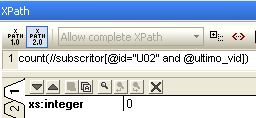 XPath
XPATH 1.0
XPATH 2.0
Allow complete XPath
count(//subscritor[@id="U02" and @ultimo_vid])
1
2
xs:integer 0